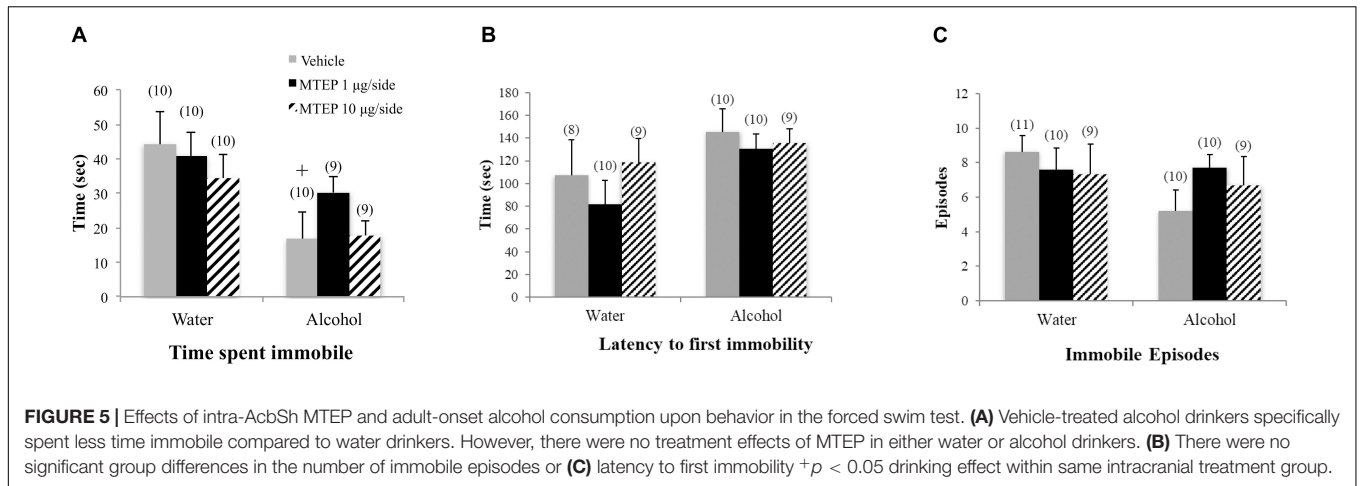 A
Vehicle
MTEP 1 µg/side
MTEP 10 µg/side
Time (sec)
60
50
40
30
20
10
0
(10)
(10)
(10)
+
(10)
(9)
(9)
Water
Alcohol
Time spent immobile
B
Time (sec)
180
160
140
120
100
80
60
40
20
0
(8)
(10)
(9)
(10)
(10)
(9)
Water
Alcohol
Latency to first immobility
C
Episodes
12
10
8
6
4
2
0
(11)
(10)
(9)
(10)
(10)
(9)
Water
Alcohol
Immobile Episodes
FIGURE 5 | Effects of intra-AcbSh MTEP and adult-onset alcohol consumption upon behavior in the forced swim test. (A) Vehicle-treated alcohol drinkers specifically
spent less time immobile compared to water drinkers. However, there were no treatment effects of MTEP in either water or alcohol drinkers. (B) There were no
significant group differences in the number of immobile episodes or (C) latency to first immobility +p < 0.05 drinking effect within same intracranial treatment group.